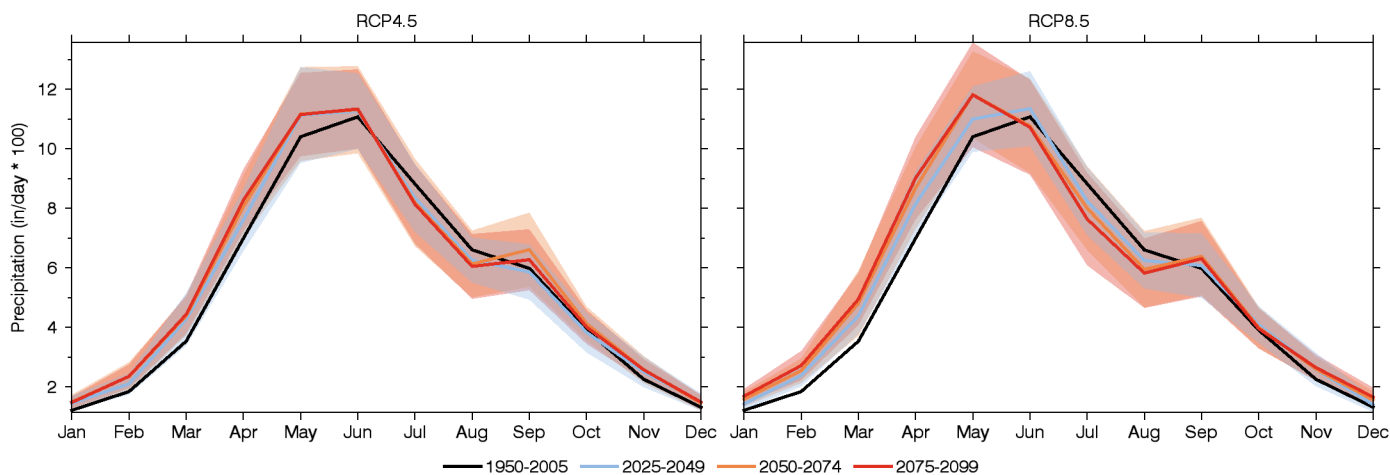 RCP4.5
RCP8.5
Precipitation (in/day * 100)
12
10
8
6
4
2
Jan Feb Mar Apr May Jun Jul Aug Sep Oct Nov Dec
Jan Feb Mar Apr May Jun Jul Aug Sep Oct Nov Dec
1950-2005 2025-2049 2050-2074 2075-2099